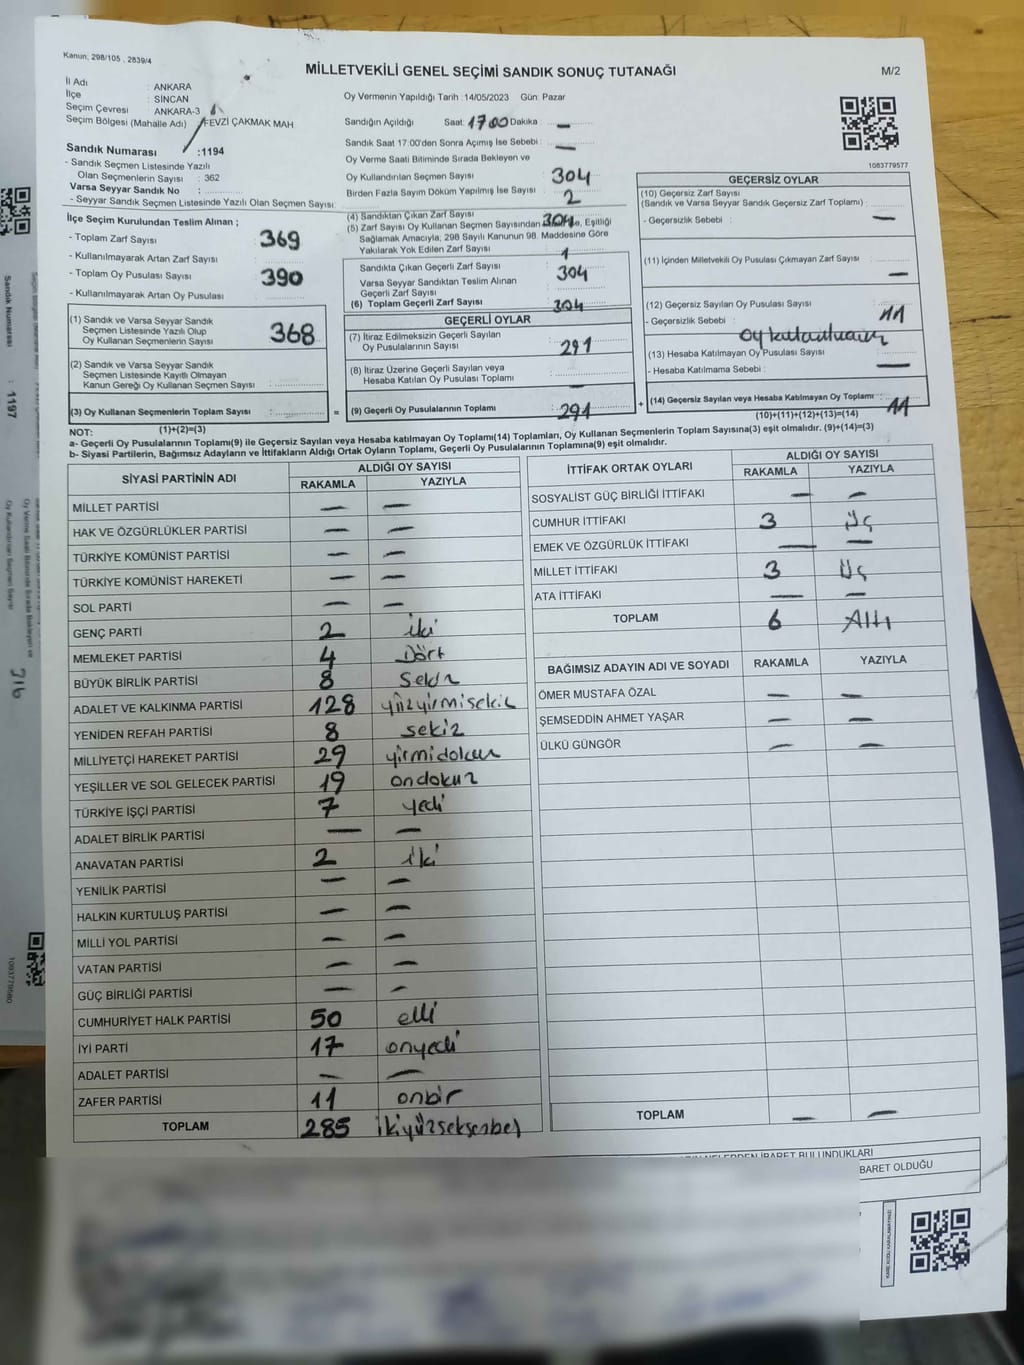 Kanun; 298/105 , 2839/4
MİLLETVEKİLİ GENEL SEÇİMİ SANDIK SONUÇ TUTANAĞI
M/2
İl Adı : ANKARA
İlçe : SİNCAN
Seçim Çevresi : ANKARA-3
Seçim Bölgesi (Mahalle Adı) FEVZİ ÇAKMAK MAH.
Sandık Numarası :1194
- Sandık Seçmen Listesinde Yazılı
Olan Seçmenlerin Sayısı : 362
Varsa Seyyar Sandık No :
- Seyyar Sandık Seçmen Listesinde Yazılı Olan Seçmen Sayısı
Oy Vermenin Yapıldığı Tarih :14/05/2023 Gün: Pazar
Sandığın Açıldığı Saat: 1700 Dakika : —
Sandık Saat 17:00'den Sonra Açımış İse Sebebi : —
Oy Verme Saati Bitiminde Sırada Bekleyen ve
Oy Kullandırılan Seçmen Sayısı : 304
Birden Fazla Sayım Döküm Yapılmış İse Sayısı 2
1083779577
İlçe Seçim Kurulundan Teslim Alınan ;
- Toplam Zarf Sayısı 369
- Kullanılmayarak Artan Zarf Sayısı :
- Toplam Oy Pusulası Sayısı 390
- Kullanılmayarak Artan Oy Pusulası :
(1) Sandık ve Varsa Seyyar Sandık
Seçmen Listesinde Yazılı Olup
Oy Kullanan Seçmenlerin Sayısı 368
(2) Sandık ve Varsa Seyyar Sandık
Seçmen Listesinde Kayıtlı Olmayan
Kanun Gereği Oy Kullanan Seçmen Sayısı :
(3) Oy Kullanan Seçmenlerin Toplam Sayısı : =
(1)+(2)=(3)
(4) Sandıktan Çıkan Zarf Sayısı 304
(5) Zarf Sayısı Oy Kullanan Seçmen Sayısından Fazla İse, Eşitliği
Sağlamak Amacıyla; 298 Sayılı Kanunun 98. Maddesine Göre
Yakılarak Yok Edilen Zarf Sayısı : 1
Sandıkta Çıkan Geçerli Zarf Sayısı : 304
Varsa Seyyar Sandıktan Teslim Alınan
Geçerli Zarf Sayısı
(6) Toplam Geçerli Zarf Sayısı : 304
GEÇERLİ OYLAR
(7) İtiraz Edilmeksizin Geçerli Sayılan
Oy Pusulalarının Sayısı : 291
(8) İtiraz Üzerine Geçerli Sayılan veya
Hesaba Katılan Oy Pusulası Toplamı : —
(9) Geçerli Oy Pusulalarının Toplamı : 291 +
GEÇERSİZ OYLAR
(10) Geçersiz Zarf Sayısı
(Sandık ve Varsa Seyyar Sandık Geçersiz Zarf Toplamı) :
- Geçersizlik Sebebi : —
(11) İçinden Milletvekili Oy Pusulası Çıkmayan Zarf Sayısı : —
(12) Geçersiz Sayılan Oy Pusulası Sayısı : 11
- Geçersizlik Sebebi :
(13) Hesaba Katılmayan Oy Pusulası Sayısı :
- Hesaba Katılmama Sebebi : —
(14) Geçersiz Sayılan veya Hesaba Katılmayan Oy Toplamı : 11
(10)+(11)+(12)+(13)=(14)
NOT:
a- Geçerli Oy Pusulalarının Toplamı(9) ile Geçersiz Sayılan veya Hesaba katılmayan Oy Toplamı(14) Toplamları, Oy Kullanan Seçmenlerin Toplam Sayısına(3) eşit olmalıdır. (9)+(14)=(3)
b- Siyasi Partilerin, Bağımsız Adayların ve İttifakların Aldığı Ortak Oyların Toplamı, Geçerli Oy Pusulalarının Toplamına(9) eşit olmalıdır.
SİYASİ PARTİNİN ADI ALDIĞI OY SAYISI
RAKAMLA YAZIYLA
MİLLET PARTİSİ — —
HAK VE ÖZGÜRLÜKLER PARTİSİ — —
TÜRKİYE KOMÜNİST PARTİSİ — —
TÜRKİYE KOMÜNİST HAREKETİ — —
SOL PARTİ — —
GENÇ PARTİ 2 iki
MEMLEKET PARTİSİ 4 Dört
BÜYÜK BİRLİK PARTİSİ 8 Sekiz
ADALET VE KALKINMA PARTİSİ 128 yüzyirmisekiz
YENİDEN REFAH PARTİSİ 8 sekiz
MİLLİYETÇİ HAREKET PARTİSİ 29 yirmidokuz
YEŞİLLER VE SOL GELECEK PARTİSİ 19 ondokuz
TÜRKİYE İŞÇİ PARTİSİ 7 yedi
ADALET BİRLİK PARTİSİ — —
ANAVATAN PARTİSİ 2 iki
YENİLİK PARTİSİ — —
HALKIN KURTULUŞ PARTİSİ — —
MİLLİ YOL PARTİSİ — —
VATAN PARTİSİ — —
GÜÇ BİRLİĞİ PARTİSİ — —
CUMHURİYET HALK PARTİSİ 50 elli
İYİ PARTİ 17 onyedi
ADALET PARTİSİ — —
ZAFER PARTİSİ 11 onbir
TOPLAM 285 ikiyüzseksenbeş
İTTİFAK ORTAK OYLARI ALDIĞI OY SAYISI
RAKAMLA YAZIYLA
SOSYALİST GÜÇ BİRLİĞİ İTTİFAKI — —
CUMHUR İTTİFAKI 3 üç
EMEK VE ÖZGÜRLÜK İTTİFAKI — —
MİLLET İTTİFAKI 3 üç
ATA İTTİFAKI — —
TOPLAM 6 Altı
BAĞIMSIZ ADAYIN ADI VE SOYADI RAKAMLA YAZIYLA
ÖMER MUSTAFA ÖZAL — —
ŞEMSEDDİN AHMET YAŞAR — —
ÜLKÜ GÜNGÖR — —
TOPLAM — —
İBARET BULUNDUKLARI
BARET OLDUĞU
Sandık Numarası : 1197
Oy Verme Saati Bitiminde Sırada Bekleyen ve
Oy Kullandırılan Seçmen Sayısı 316